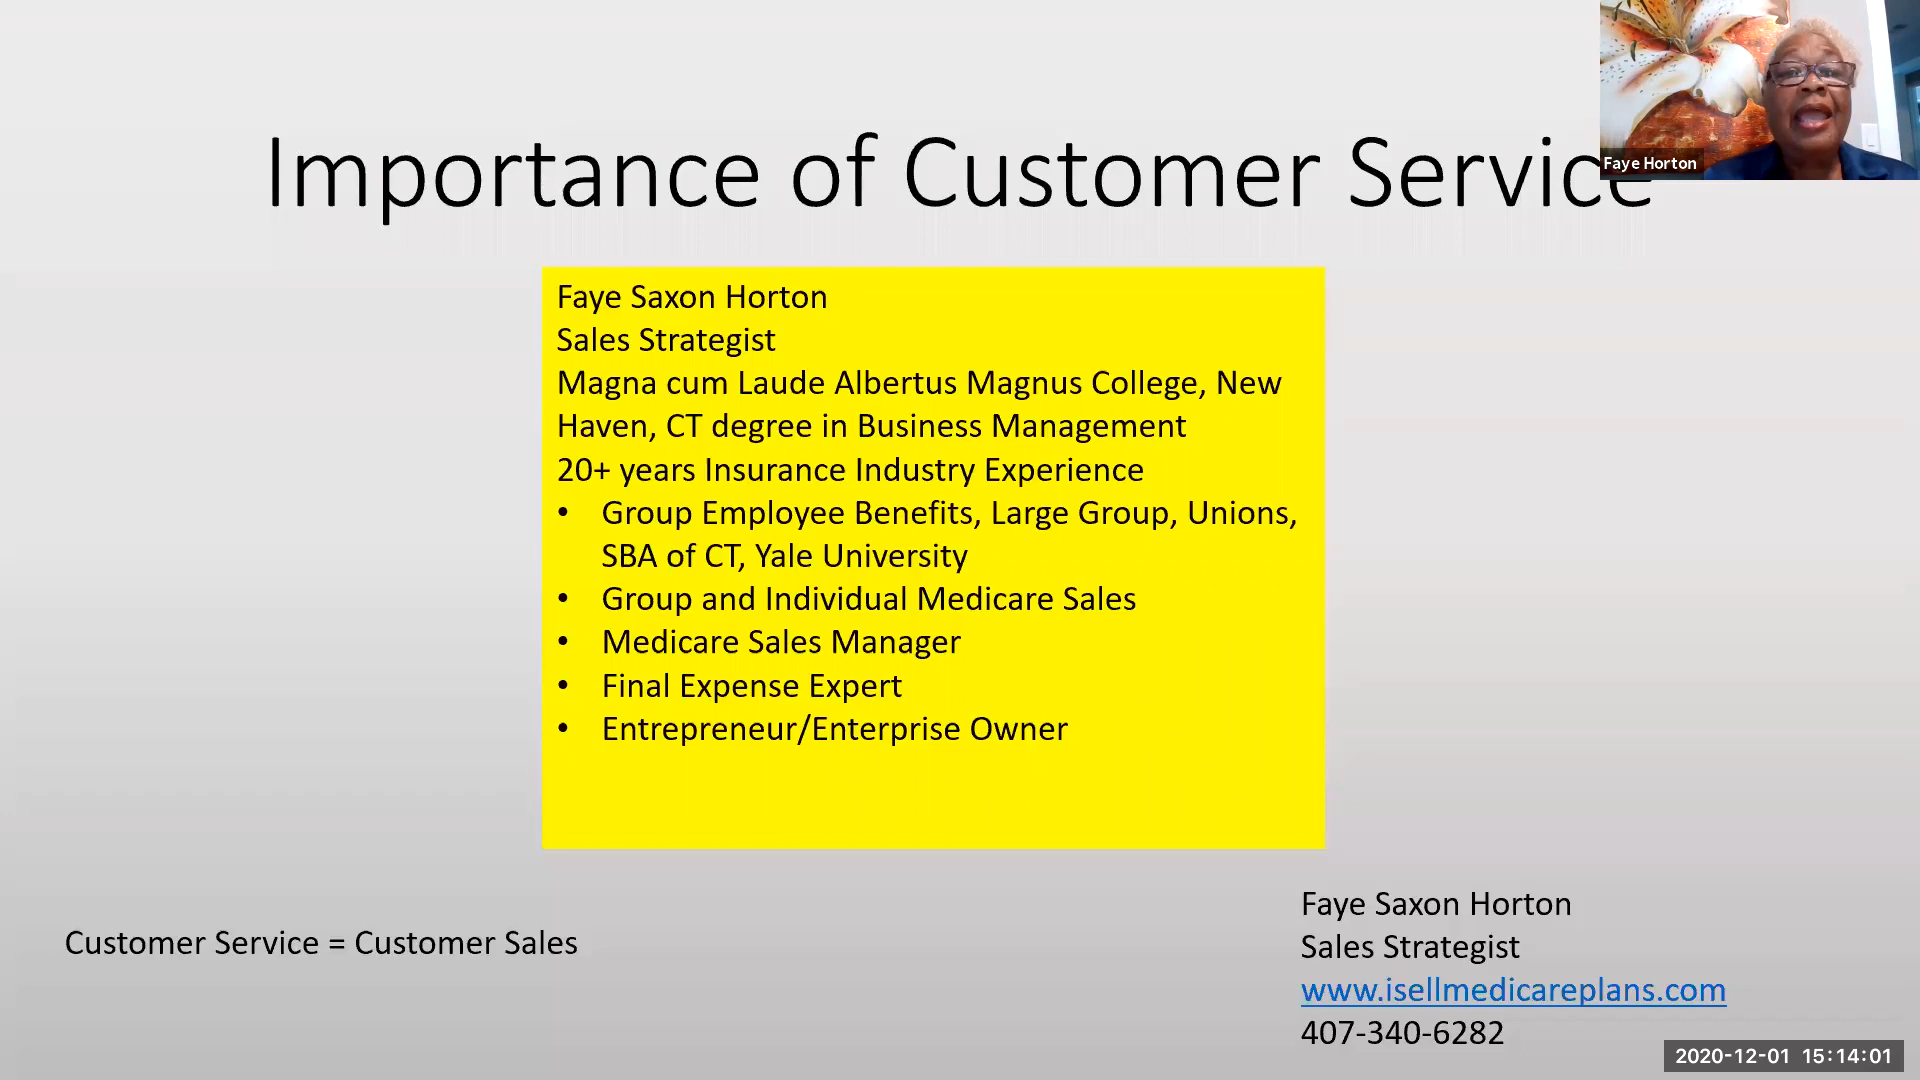 Importance of Customer Service
Faye Horton
Faye Saxon Horton
Sales Strategist
Magna cum Laude Albertus Magnus College, New
Haven, CT degree in Business Management
20+ years Insurance Industry Experience
• Group Employee Benefits, Large Group, Unions,
SBA of CT, Yale University
• Group and Individual Medicare Sales
• Medicare Sales Manager
• Final Expense Expert
• Entrepreneur/Enterprise Owner
Customer Service = Customer Sales
Faye Saxon Horton
Sales Strategist
www.isellmedicareplans.com
407-340-6282
2020-12-01 15:14:01